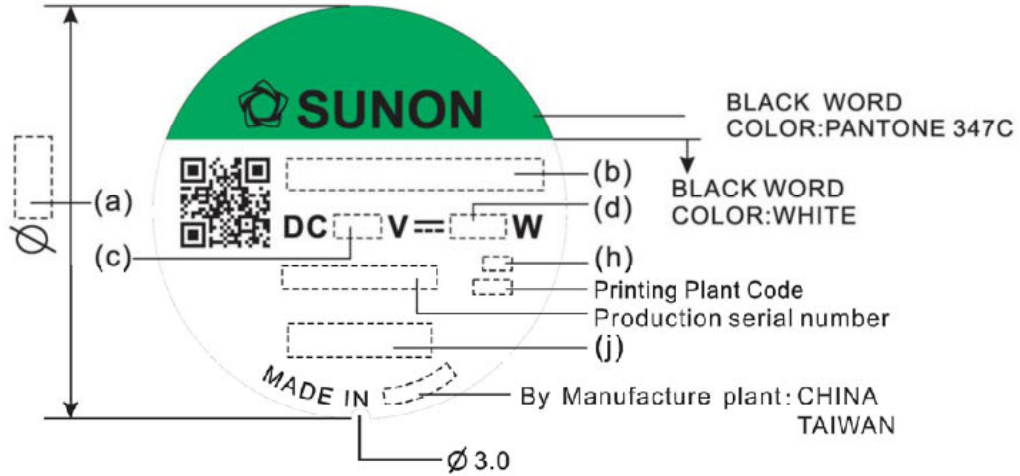 SUNON
BLACK WORD
COLOR:PANTONE 347C
BLACK WORD
COLOR:WHITE
Ø
(a)
(b)
(d)
DC V⎓ W
(c)
(h)
Printing Plant Code
Production serial number
(j)
MADE IN
By Manufacture plant: CHINA
TAIWAN
Ø 3.0